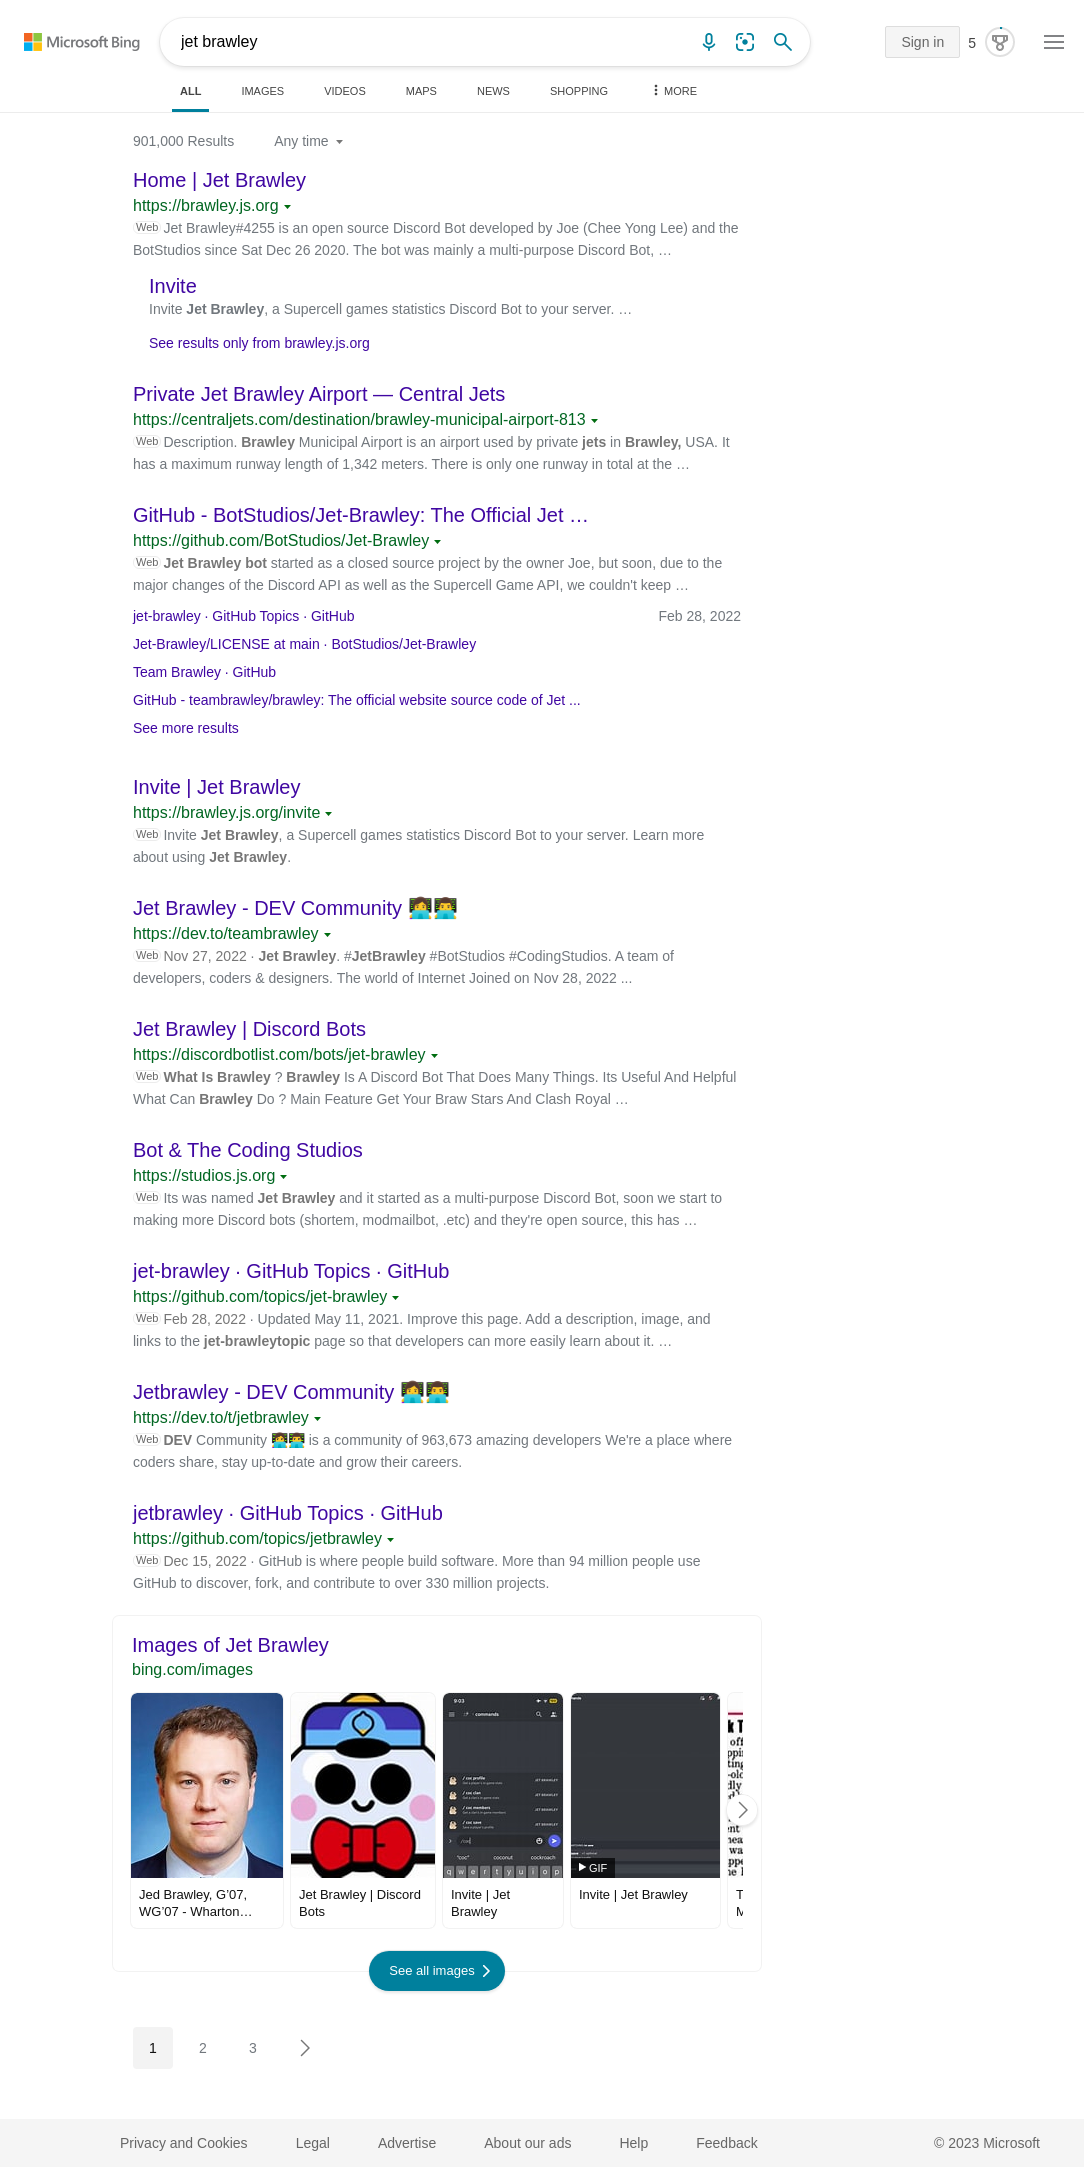 Microsoft Bing
jet brawley
Sign in
5
ALL
IMAGES
VIDEOS
MAPS
NEWS
SHOPPING
MORE
901,000 Results
Any time
Home | Jet Brawley
https://brawley.js.org
Web Jet Brawley#4255 is an open source Discord Bot developed by Joe (Chee Yong Lee) and the
BotStudios since Sat Dec 26 2020. The bot was mainly a multi-purpose Discord Bot, …
Invite
Invite Jet Brawley, a Supercell games statistics Discord Bot to your server. …
See results only from brawley.js.org
Private Jet Brawley Airport — Central Jets
https://centraljets.com/destination/brawley-municipal-airport-813
Web Description. Brawley Municipal Airport is an airport used by private jets in Brawley, USA. It
has a maximum runway length of 1,342 meters. There is only one runway in total at the …
GitHub - BotStudios/Jet-Brawley: The Official Jet …
https://github.com/BotStudios/Jet-Brawley
Web Jet Brawley bot started as a closed source project by the owner Joe, but soon, due to the
major changes of the Discord API as well as the Supercell Game API, we couldn't keep …
jet-brawley · GitHub Topics · GitHub
Feb 28, 2022
Jet-Brawley/LICENSE at main · BotStudios/Jet-Brawley
Team Brawley · GitHub
GitHub - teambrawley/brawley: The official website source code of Jet ...
See more results
Invite | Jet Brawley
https://brawley.js.org/invite
Web Invite Jet Brawley, a Supercell games statistics Discord Bot to your server. Learn more
about using Jet Brawley.
Jet Brawley - DEV Community 👩‍💻👨‍💻
https://dev.to/teambrawley
Web Nov 27, 2022 · Jet Brawley. #JetBrawley #BotStudios #CodingStudios. A team of
developers, coders & designers. The world of Internet Joined on Nov 28, 2022 ...
Jet Brawley | Discord Bots
https://discordbotlist.com/bots/jet-brawley
Web What Is Brawley ? Brawley Is A Discord Bot That Does Many Things. Its Useful And Helpful
What Can Brawley Do ? Main Feature Get Your Braw Stars And Clash Royal …
Bot & The Coding Studios
https://studios.js.org
Web Its was named Jet Brawley and it started as a multi-purpose Discord Bot, soon we start to
making more Discord bots (shortem, modmailbot, .etc) and they're open source, this has …
jet-brawley · GitHub Topics · GitHub
https://github.com/topics/jet-brawley
Web Feb 28, 2022 · Updated May 11, 2021. Improve this page. Add a description, image, and
links to the jet-brawleytopic page so that developers can more easily learn about it. …
Jetbrawley - DEV Community 👩‍💻👨‍💻
https://dev.to/t/jetbrawley
Web DEV Community 👩‍💻👨‍💻 is a community of 963,673 amazing developers We're a place where
coders share, stay up-to-date and grow their careers.
jetbrawley · GitHub Topics · GitHub
https://github.com/topics/jetbrawley
Web Dec 15, 2022 · GitHub is where people build software. More than 94 million people use
GitHub to discover, fork, and contribute to over 330 million projects.
Images of Jet Brawley
bing.com/images
9:03
commands
/ coc profile
/ coc clan
/ coc members
/ coc save
/coc
"coc" coconut cockroach
q w e r t y u i o p
GIF
Jed Brawley, G'07,
WG'07 - Wharton…
Jet Brawley | Discord
Bots
Invite | Jet
Brawley
Invite | Jet Brawley
See all images
1
2
3
Privacy and Cookies
Legal
Advertise
About our ads
Help
Feedback
© 2023 Microsoft